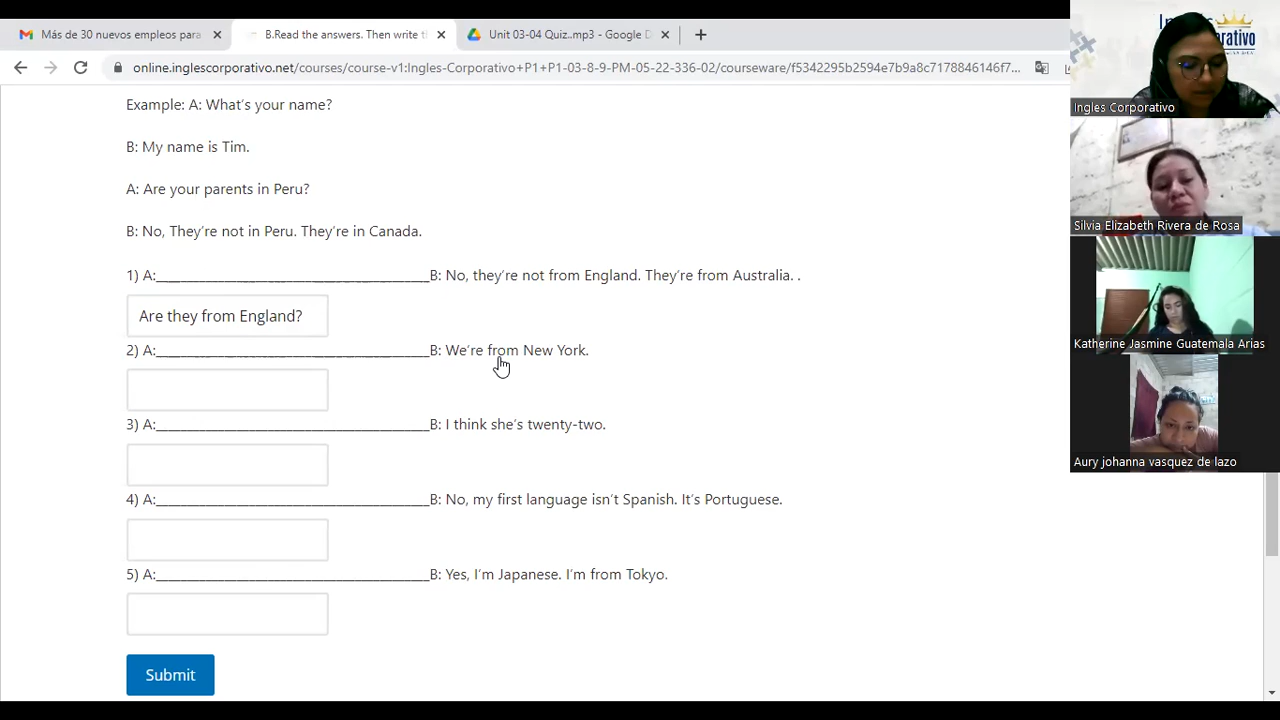 Más de 30 nuevos empleos para
B.Read the answers. Then write t
Unit 05-04 Quiz..mp3 - Google D
online.inglescorporativo.net/courses/course-v1:Ingles-Corporativo+P1+P1-03-8-9-PM-05-22-336-02/courseware/f3c42295b2594e7b9a8c7178846146f7...
Example: A: What's your name?
B: My name is Tim.
A: Are your parents in Peru?
B: No, They're not in Peru. They're in Canada.
1) A:________________________________B: No, they're not from England. They're from Australia. .
Are they from England?
2) A:________________________________B: We're from New York.
3) A:________________________________B: I think she's twenty-two.
4) A:________________________________B: No, my first language isn't Spanish. It's Portuguese.
5) A:________________________________B: Yes, I'm Japanese. I'm from Tokyo.
Submit
Ingles Corporativo
Silvia Elizabeth Rivera de Rosa
Katherine Jasmine Guatemala Arias
Aury johanna vasquez de lazo